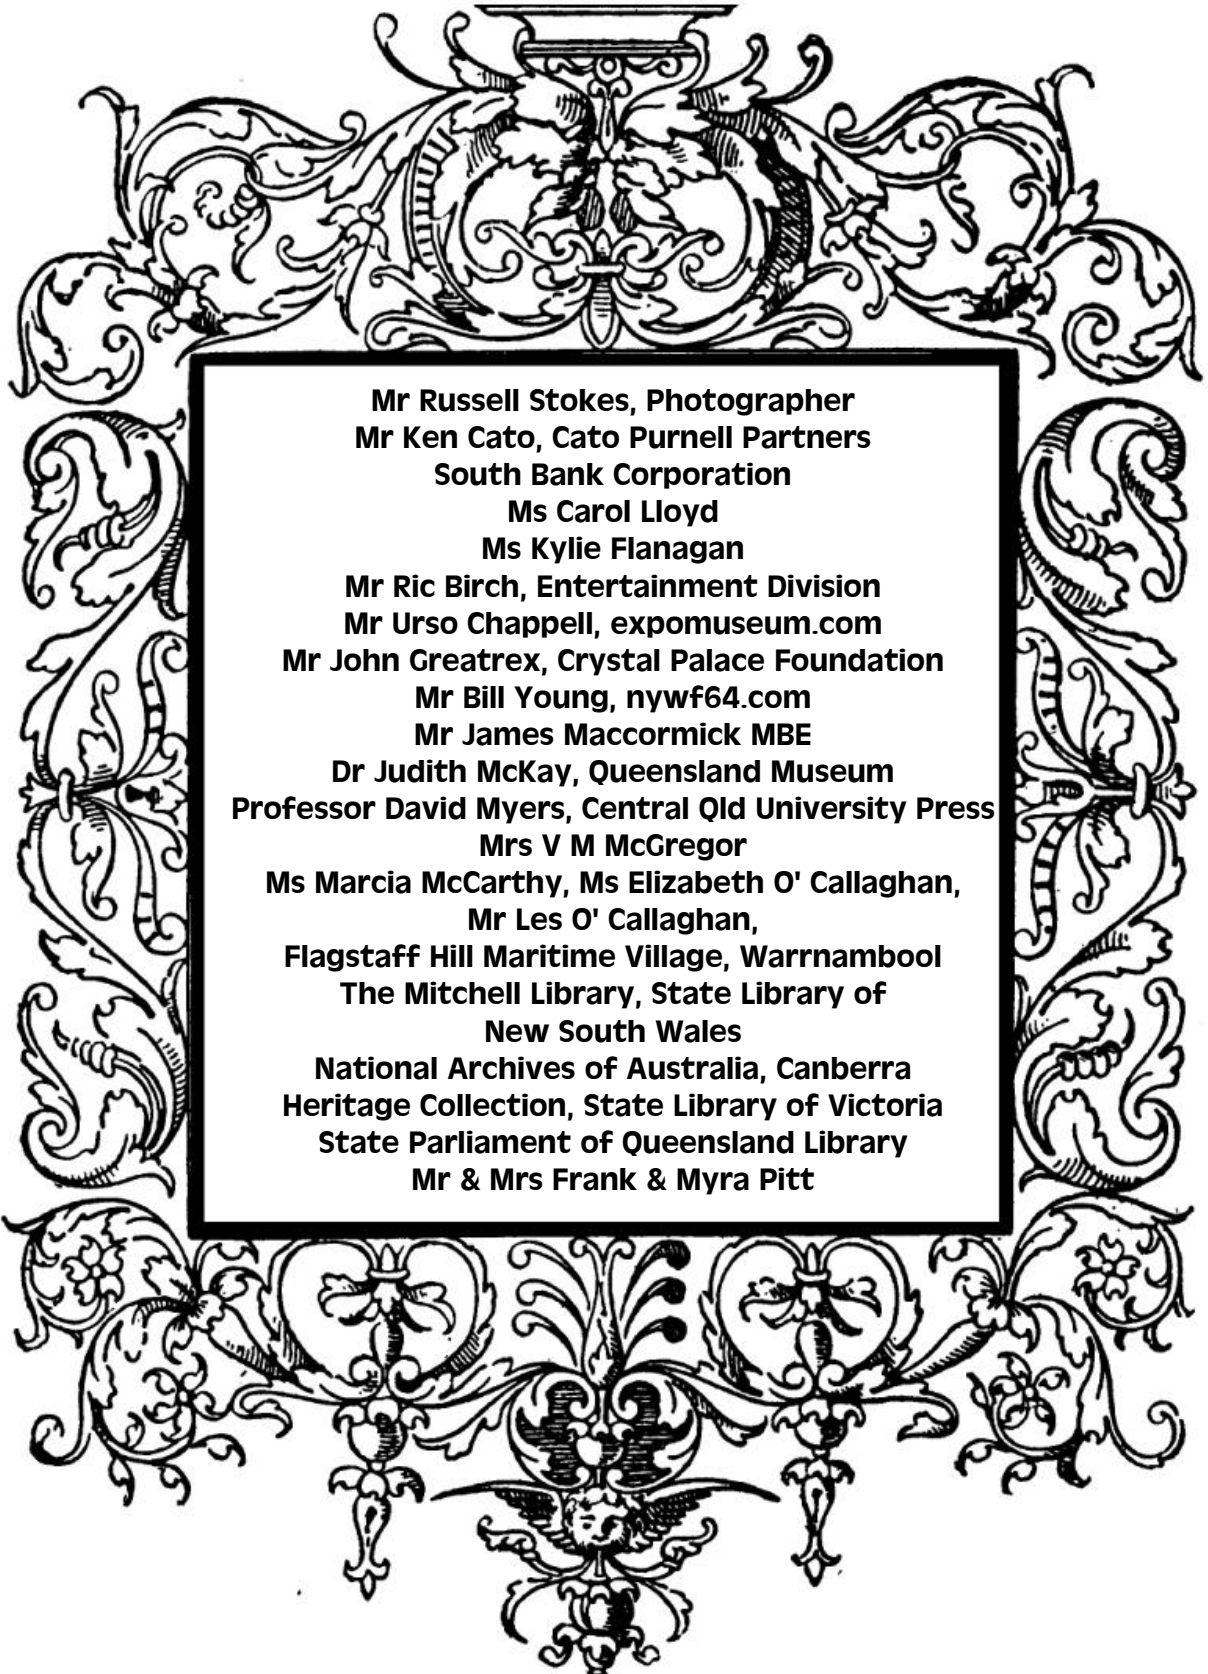 Mr Russell Stokes, Photographer
Mr Ken Cato, Cato Purnell Partners
South Bank Corporation
Ms Carol Lloyd
Ms Kylie Flanagan
Mr Ric Birch, Entertainment Division
Mr Urso Chappell, expomuseum.com
Mr John Greatrex, Crystal Palace Foundation
Mr Bill Young, nywf64.com
Mr James Maccormick MBE
Dr Judith McKay, Queensland Museum
Professor David Myers, Central Qld University Press
Mrs V M McGregor
Ms Marcia McCarthy, Ms Elizabeth O' Callaghan,
Mr Les O' Callaghan,
Flagstaff Hill Maritime Village, Warrnambool
The Mitchell Library, State Library of
New South Wales
National Archives of Australia, Canberra
Heritage Collection, State Library of Victoria
State Parliament of Queensland Library
Mr & Mrs Frank & Myra Pitt